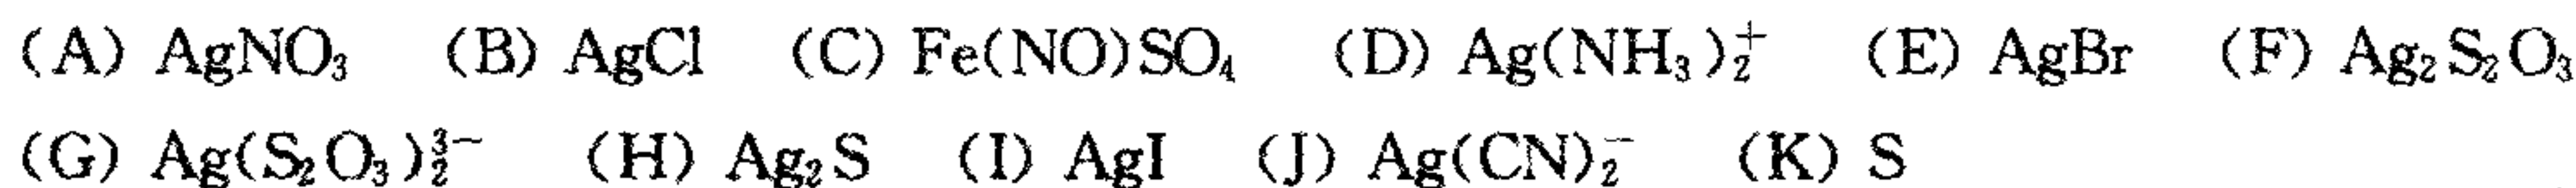 (A) AgNO₃ (B) AgCl (C) Fe(NO)SO₄ (D) Ag(NH₃)₂⁺ (E) AgBr (F) Ag₂S₂O₃
(G) Ag(S₂O₃)₂³⁻ (H) Ag₂S (I) AgI (J) Ag(CN)₂⁻ (K) S